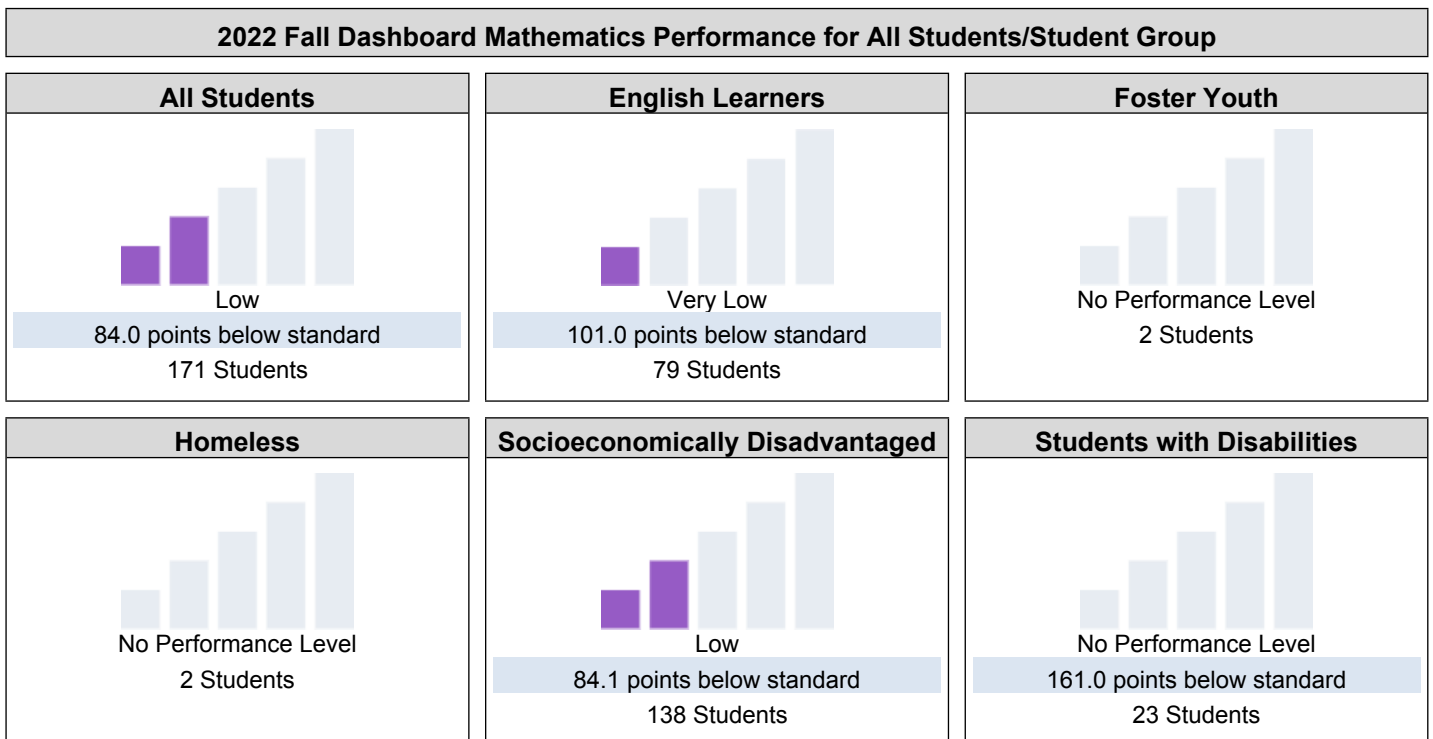 2022 Fall Dashboard Mathematics Performance for All Students/Student Group
All Students
Low
84.0 points below standard
171 Students
English Learners
Very Low
101.0 points below standard
79 Students
Foster Youth
No Performance Level
2 Students
Homeless
No Performance Level
2 Students
Socioeconomically Disadvantaged
Low
84.1 points below standard
138 Students
Students with Disabilities
No Performance Level
161.0 points below standard
23 Students